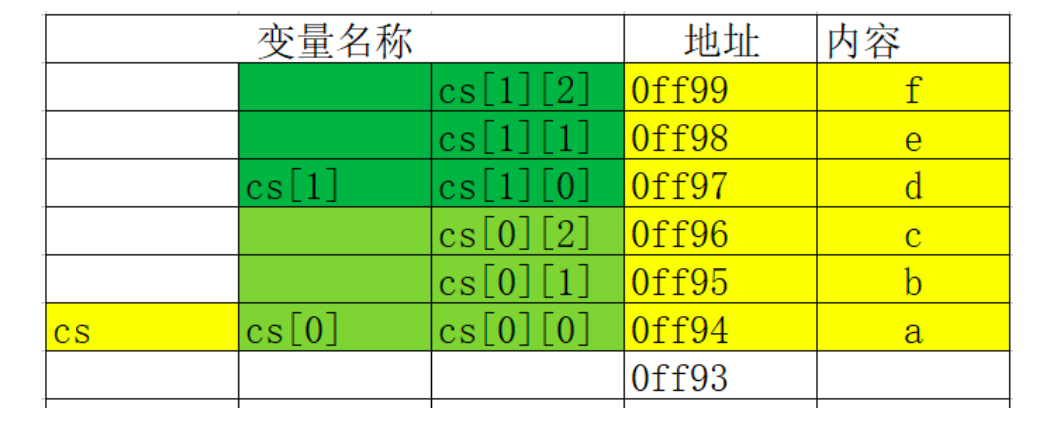 变量名称 地址 内容
cs[1][2] 0ff99 f
cs[1][1] 0ff98 e
cs[1] cs[1][0] 0ff97 d
cs[0][2] 0ff96 c
cs[0][1] 0ff95 b
cs cs[0] cs[0][0] 0ff94 a
0ff93